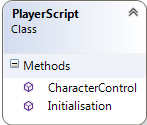 PlayerScript
Class
Methods
CharacterControl
Initialisation